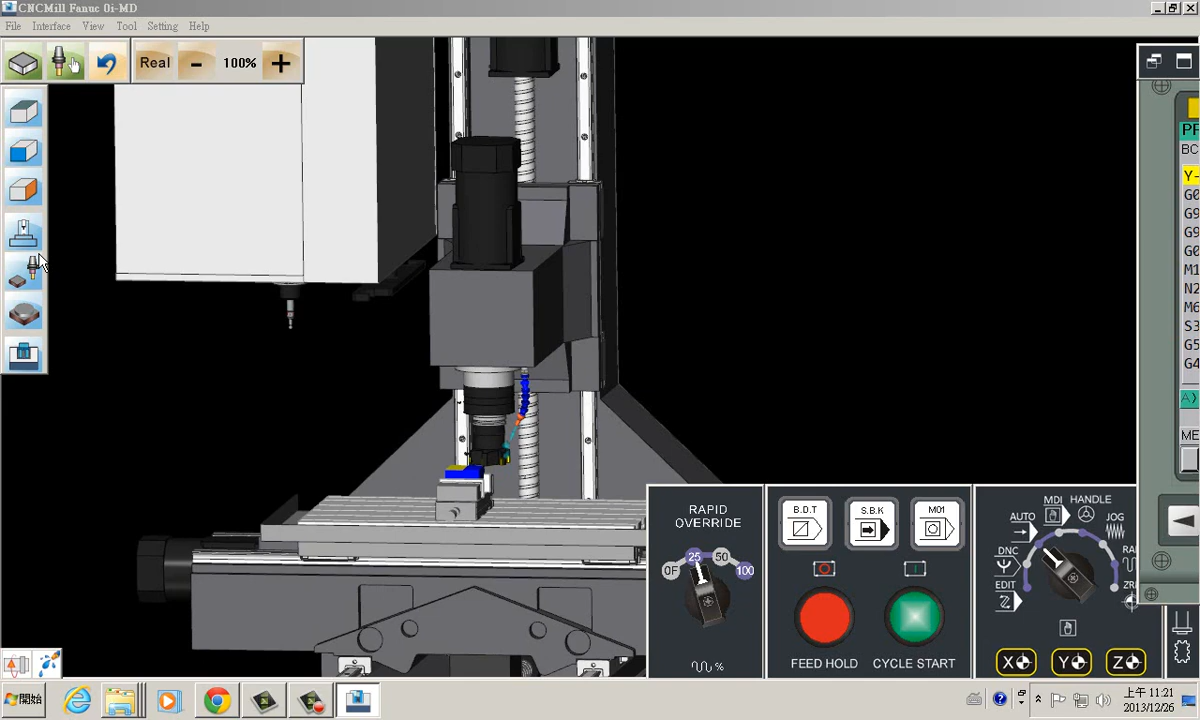 CNCMill Fanuc 0i-MD
File Interface View Tool Setting Help
Real - 100% +
PF
BC
Y-
G0
G9
G9
G0
M1
N2
M6
S3
G5
G4
A)
ME
RAPID
OVERRIDE
0F 25 50 100
%
B.D.T
S.B.K
M01
FEED HOLD
CYCLE START
MDI HANDLE
AUTO JOG
DNC RA
EDIT ZR
X Y Z
開始
上午 11:21
2013/12/26